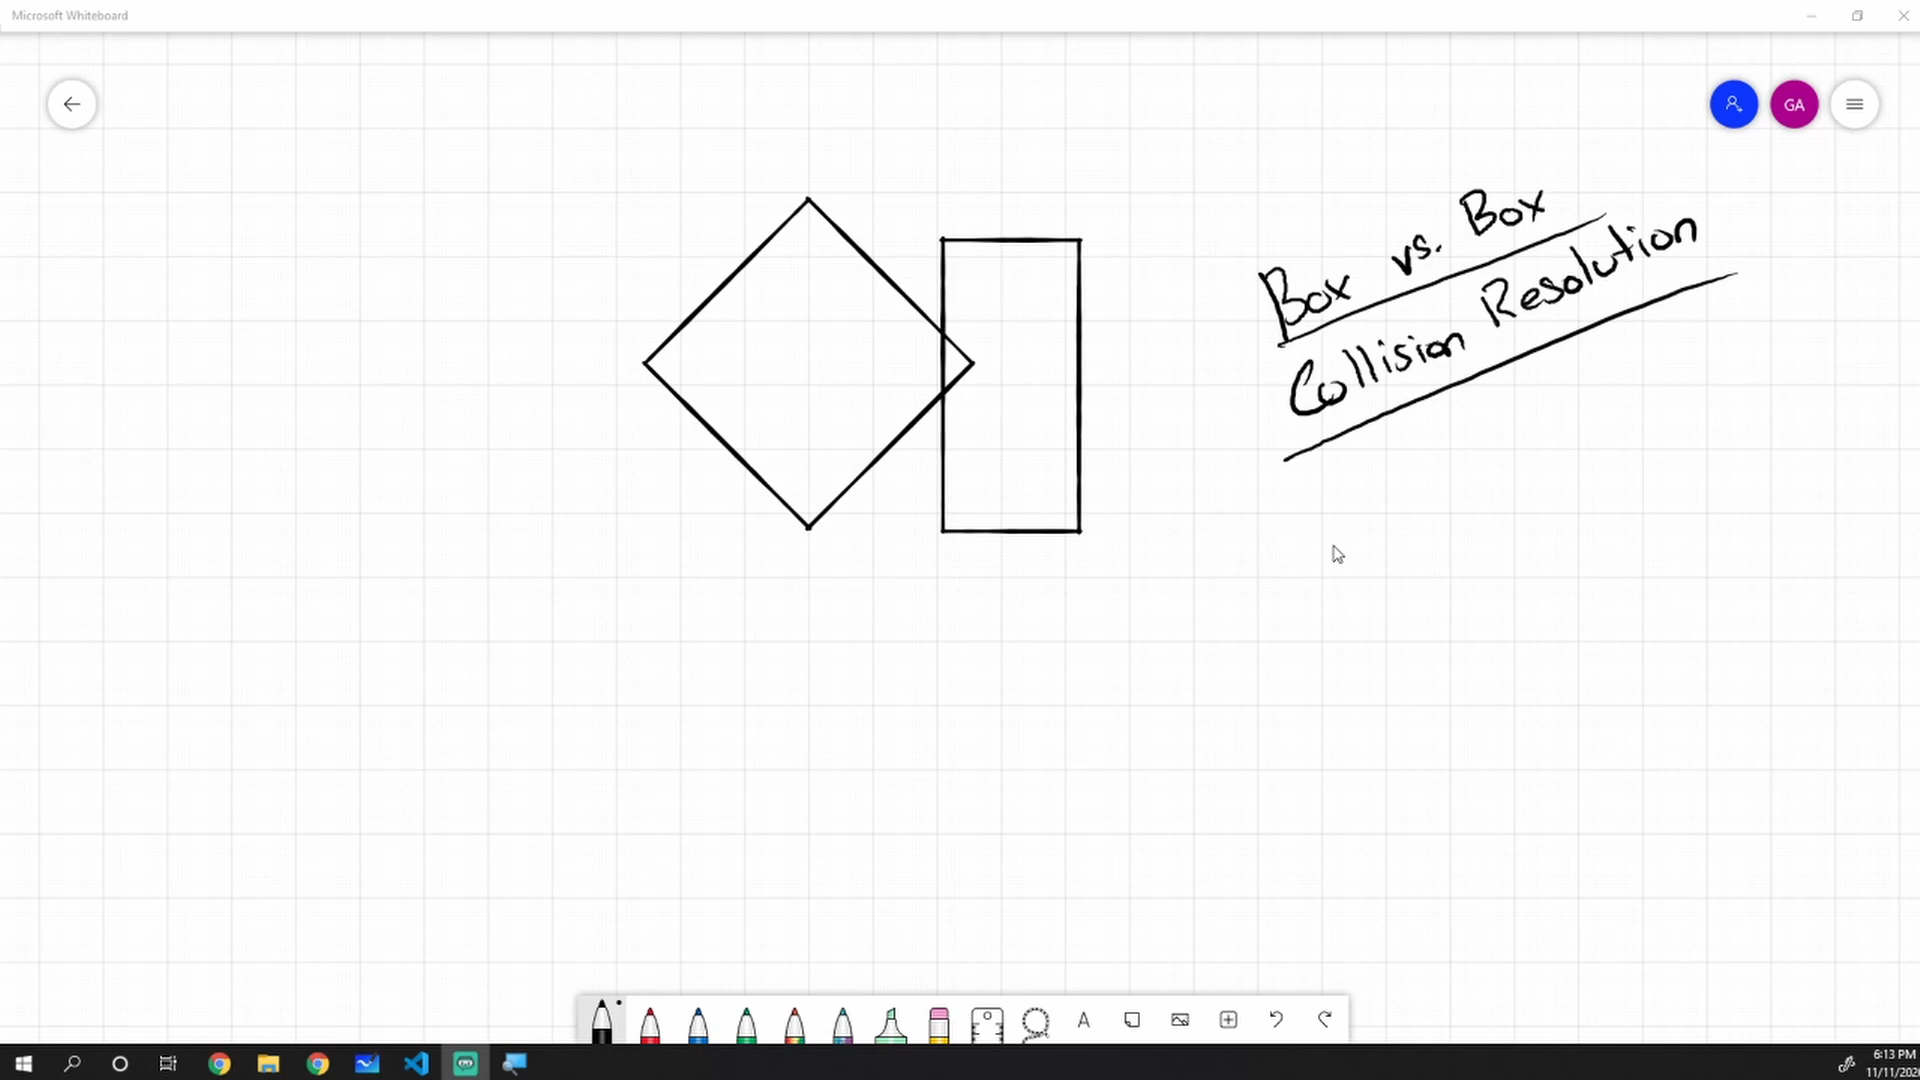 Microsoft Whiteboard
GA
Box vs. Box
Collision Resolution
A
6:13 PM